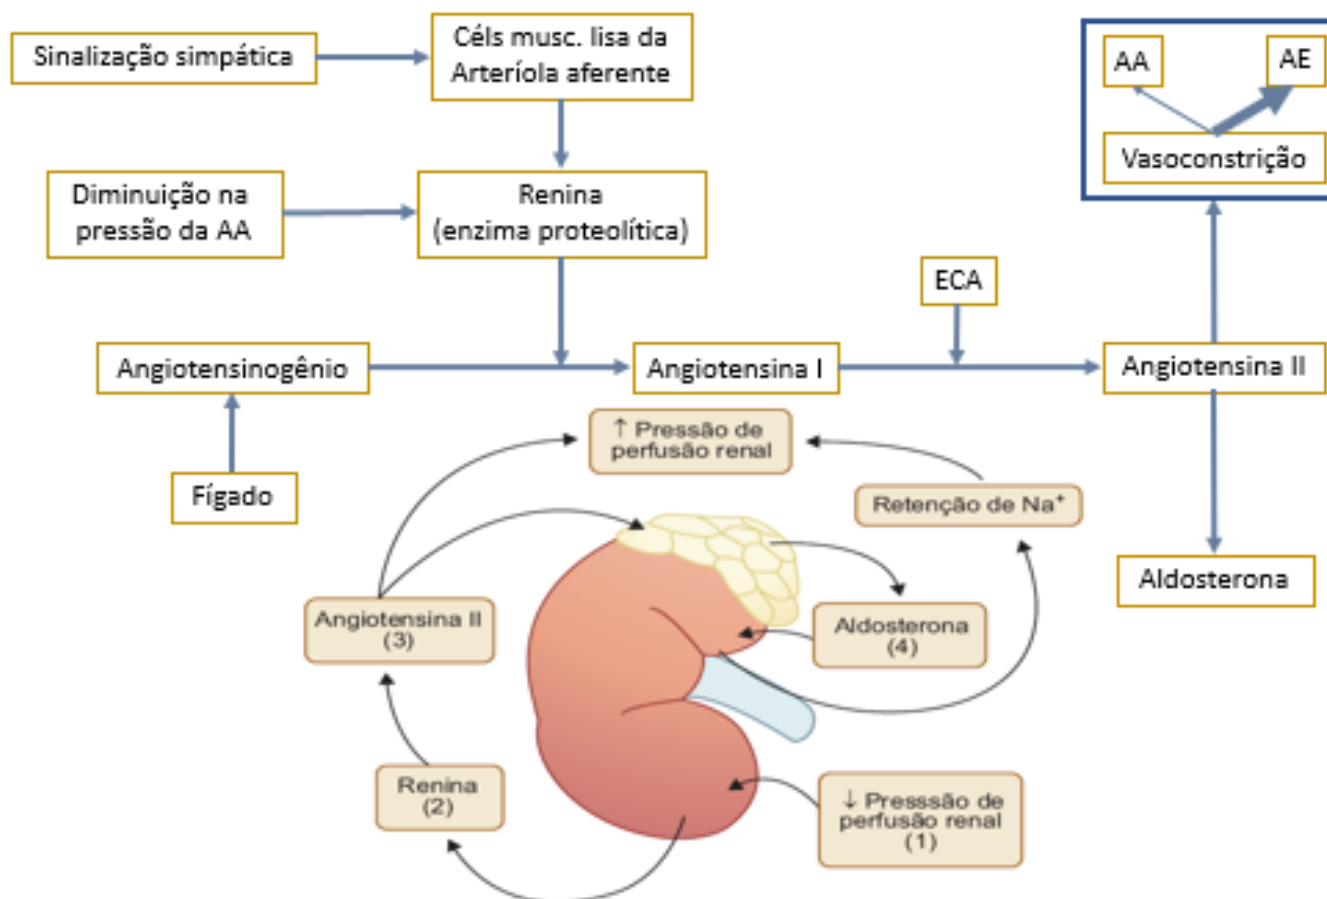 Sinalização simpática
Céls musc. lisa da
Arteríola aferente
AA
AE
Vasoconstrição
Diminuição na
pressão da AA
Renina
(enzima proteolítica)
ECA
Angiotensinogênio
Angiotensina I
Angiotensina II
Fígado
Aldosterona
↑ Pressão de
perfusão renal
Retenção de Na⁺
Angiotensina II
(3)
Aldosterona
(4)
Renina
(2)
↓ Presssão de
perfusão renal
(1)